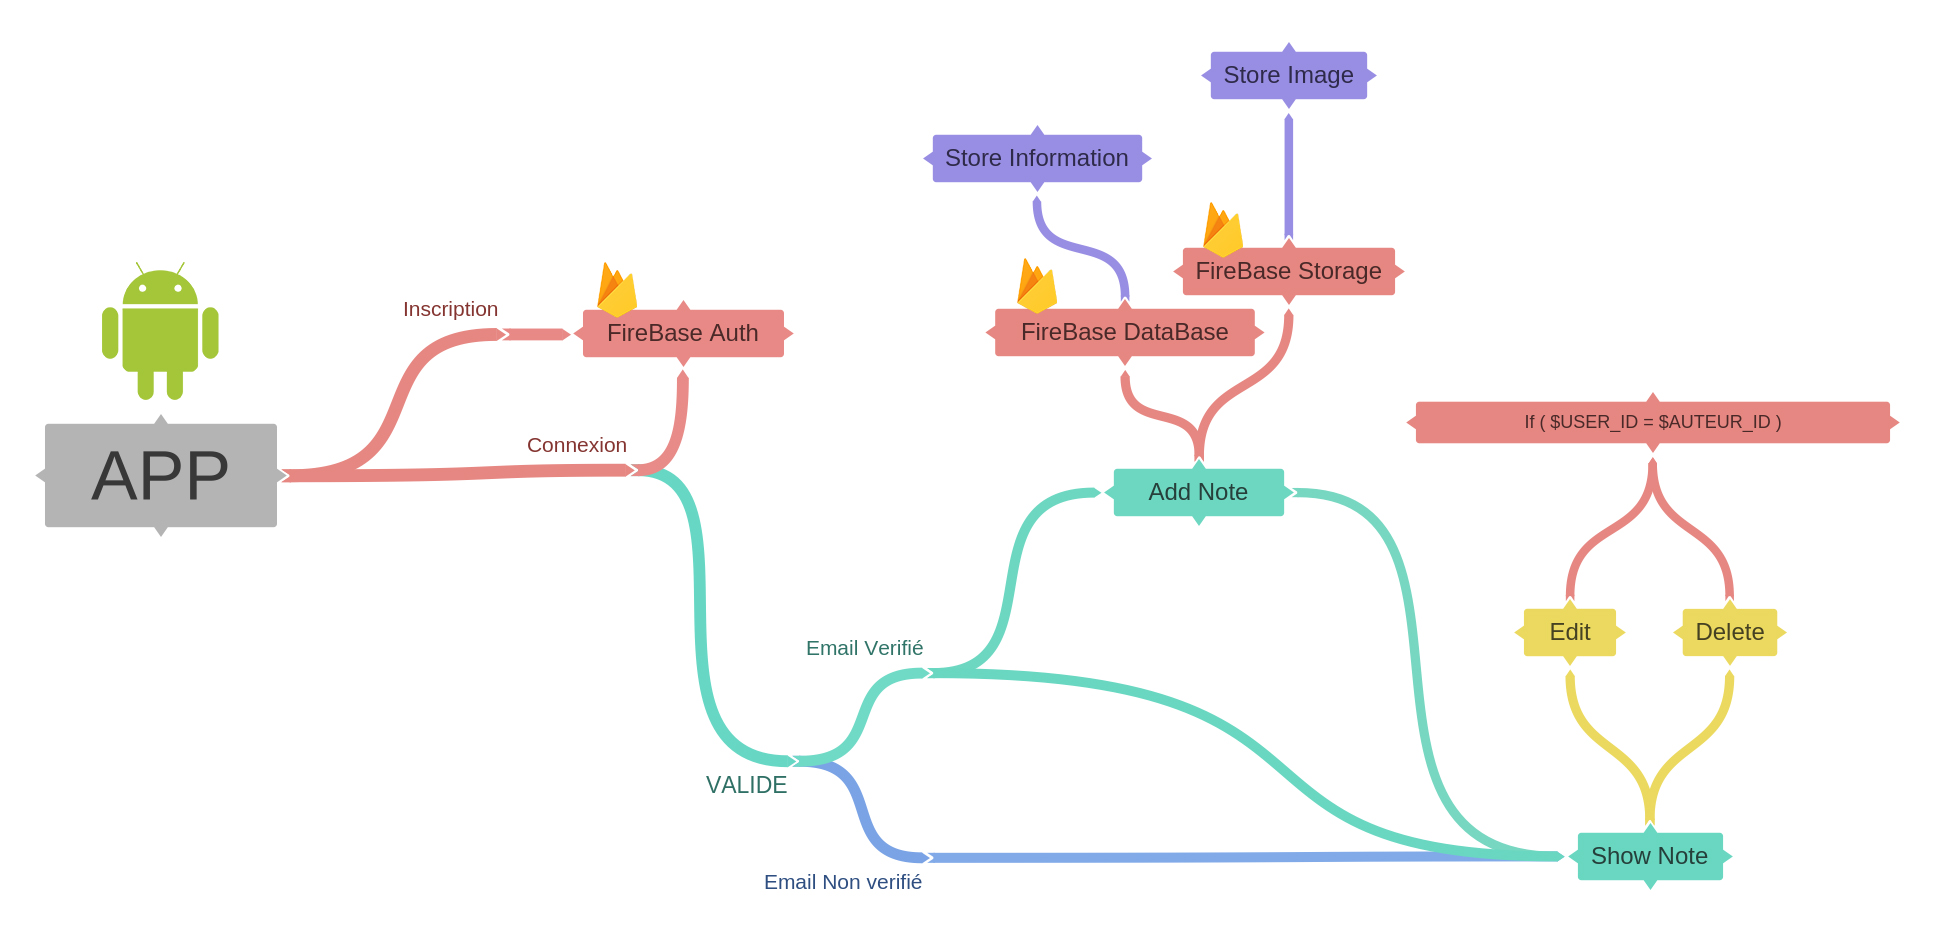 Store Image
Store Information
FireBase Storage
Inscription
FireBase Auth
FireBase DataBase
If ( $USER_ID = $AUTEUR_ID )
Connexion
APP
Add Note
Edit
Delete
Email Verifié
VALIDE
Show Note
Email Non verifié